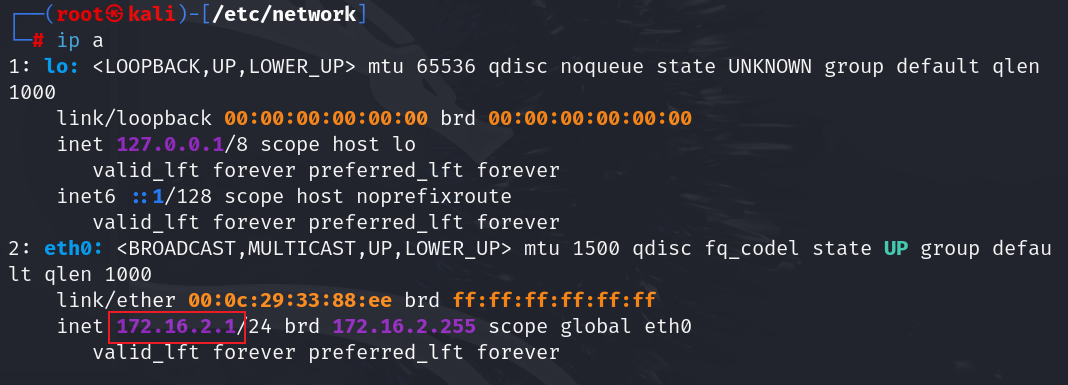 ┌──(root㉿kali)-[/etc/network]
└─# ip a
1: lo: <LOOPBACK,UP,LOWER_UP> mtu 65536 qdisc noqueue state UNKNOWN group default qlen
1000
    link/loopback 00:00:00:00:00:00 brd 00:00:00:00:00:00
    inet 127.0.0.1/8 scope host lo
       valid_lft forever preferred_lft forever
    inet6 ::1/128 scope host noprefixroute
       valid_lft forever preferred_lft forever
2: eth0: <BROADCAST,MULTICAST,UP,LOWER_UP> mtu 1500 qdisc fq_codel state UP group defau
lt qlen 1000
    link/ether 00:0c:29:33:88:ee brd ff:ff:ff:ff:ff:ff
    inet 172.16.2.1/24 brd 172.16.2.255 scope global eth0
       valid_lft forever preferred_lft forever